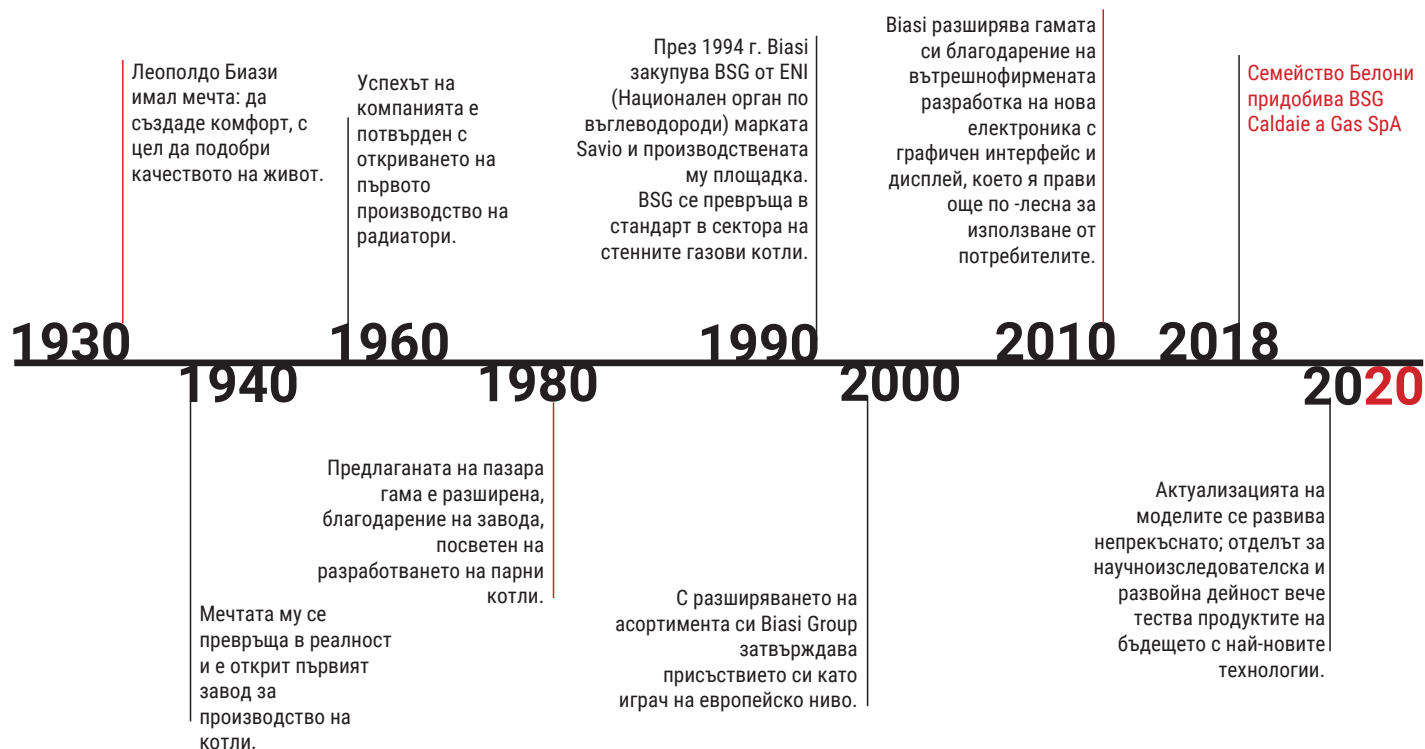 Леополдо Биази
имал мечта: да
създаде комфорт, с
цел да подобри
качеството на живот.
Успехът на
компанията е
потвърден с
откриването на
първото
производство на
радиатори.
През 1994 г. Biasi
закупува BSG от ENI
(Национален орган по
въглеводороди) марката
Savio и производствената
му площадка.
BSG се превръща в
стандарт в сектора на
стенните газови котли.
Biasi разширява гамата
си благодарение на
вътрешнофирмената
разработка на нова
електроника с
графичен интерфейс и
дисплей, което я прави
още по -лесна за
използване от
потребителите.
Семейство Белони
придобива BSG
Caldaie a Gas SpA
1930
1960
1990
2010
2018
1940
1980
2000
2020
Мечтата му се
превръща в реалност
и е открит първият
завод за
производство на
котли.
Предлаганата на пазара
гама е разширена,
благодарение на завода,
посветен на
разработването на парни
котли.
С разширяването на
асортимента си Biasi Group
затвърждава
присъствието си като
играч на европейско ниво.
Актуализацията на
моделите се развива
непрекъснато; отделът за
научноизследователска и
развойна дейност вече
тества продуктите на
бъдещето с най-новите
технологии.